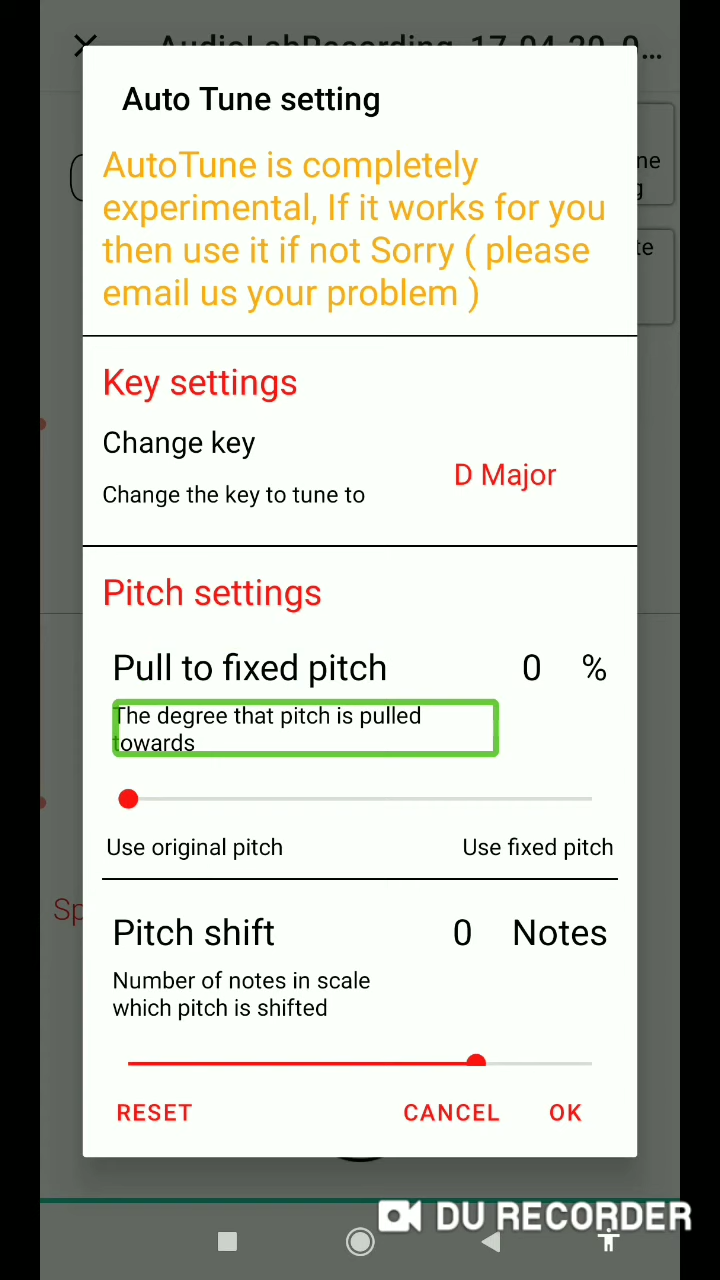 AudioLabRecording_17-04-20_9...
Auto Tune setting
AutoTune is completely
experimental, If it works for you
then use it if not Sorry ( please
email us your problem )
Key settings
Change key
D Major
Change the key to tune to
Pitch settings
Pull to fixed pitch 0 %
The degree that pitch is pulled
towards
Use original pitch Use fixed pitch
Pitch shift 0 Notes
Number of notes in scale
which pitch is shifted
RESET CANCEL OK
DU RECORDER